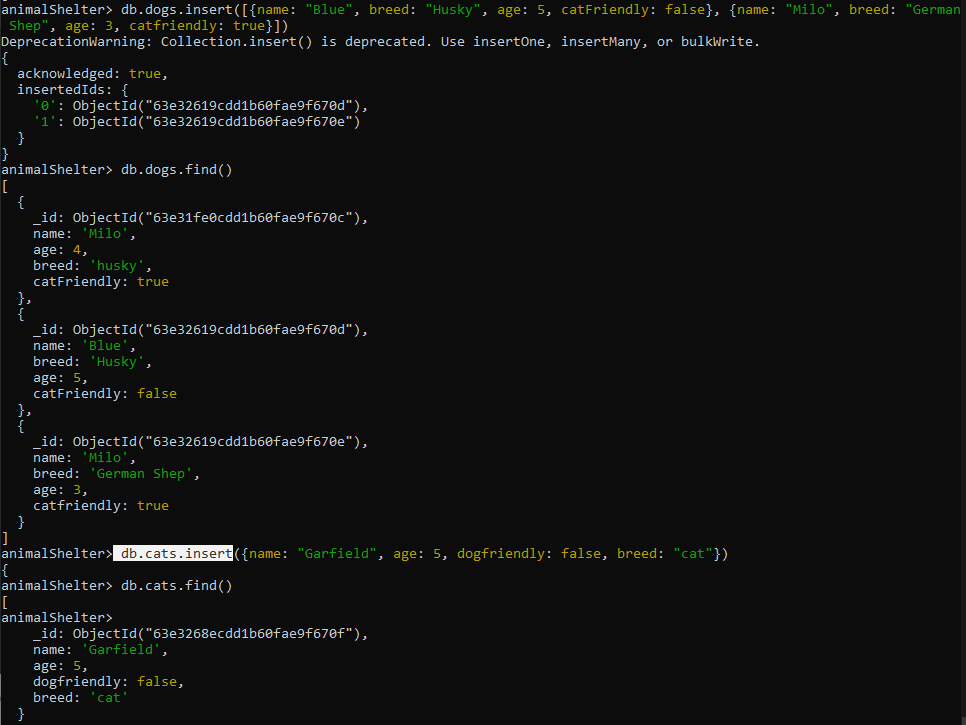 animalShelter> db.dogs.insert([{name: "Blue", breed: "Husky", age: 5, catFriendly: false}, {name: "Milo", breed: "German
 Shep", age: 3, catfriendly: true}])
DeprecationWarning: Collection.insert() is deprecated. Use insertOne, insertMany, or bulkWrite.
{
  acknowledged: true,
  insertedIds: {
    '0': ObjectId("63e32619cdd1b60fae9f670d"),
    '1': ObjectId("63e32619cdd1b60fae9f670e")
  }
}
animalShelter> db.dogs.find()
[
  {
    _id: ObjectId("63e31fe0cdd1b60fae9f670c"),
    name: 'Milo',
    age: 4,
    breed: 'husky',
    catFriendly: true
  },
  {
    _id: ObjectId("63e32619cdd1b60fae9f670d"),
    name: 'Blue',
    breed: 'Husky',
    age: 5,
    catFriendly: false
  },
  {
    _id: ObjectId("63e32619cdd1b60fae9f670e"),
    name: 'Milo',
    breed: 'German Shep',
    age: 3,
    catfriendly: true
  }
]
animalShelter> db.cats.insert({name: "Garfield", age: 5, dogfriendly: false, breed: "cat"})
{
animalShelter> db.cats.find()
[
animalShelter>
    _id: ObjectId("63e3268ecdd1b60fae9f670f"),
    name: 'Garfield',
    age: 5,
    dogfriendly: false,
    breed: 'cat'
  }